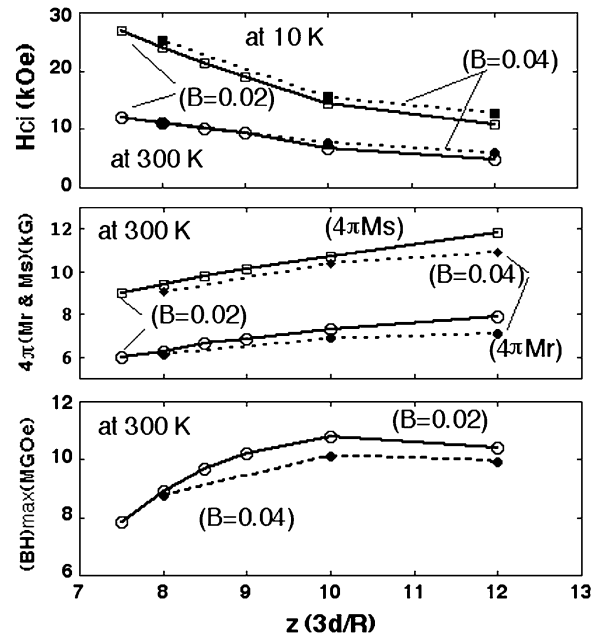 30
20
10
0
Hci (kOe)
at 10 K
(B=0.04)
(B=0.02)
at 300 K
12
10
8
6
4π(Mr & Ms)(kG)
at 300 K
(4πMs)
(B=0.04)
(B=0.02)
(4πMr)
12
10
8
6
(BH)max(MGOe)
at 300 K
(B=0.02)
(B=0.04)
7 8 9 10 11 12 13
z (3d/R)